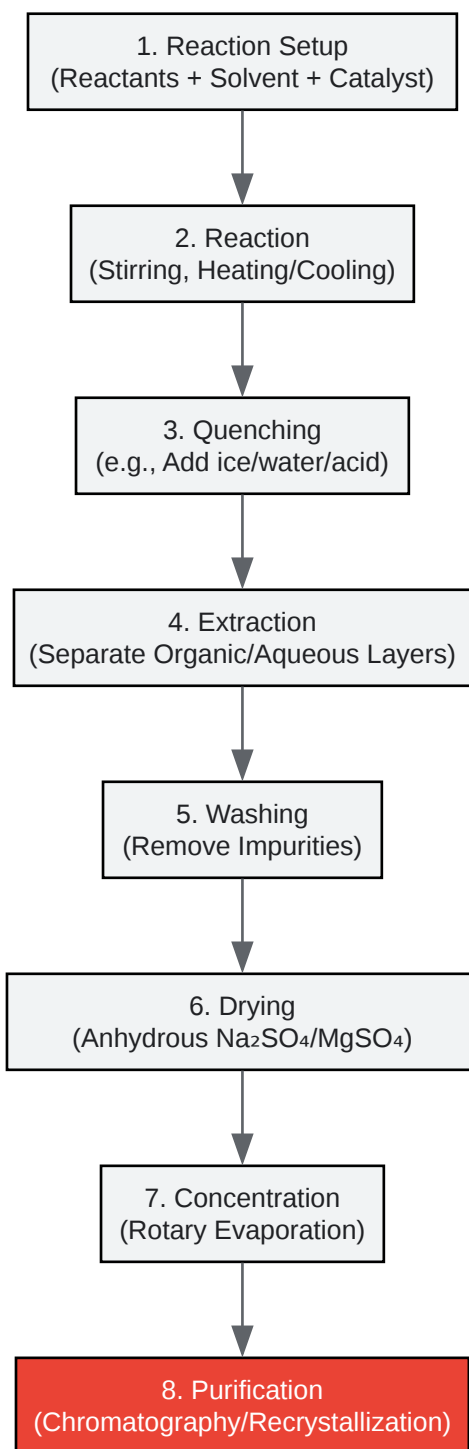 1. Reaction Setup
(Reactants + Solvent + Catalyst)
2. Reaction
(Stirring, Heating/Cooling)
3. Quenching
(e.g., Add ice/water/acid)
4. Extraction
(Separate Organic/Aqueous Layers)
5. Washing
(Remove Impurities)
6. Drying
(Anhydrous Na₂SO₄/MgSO₄)
7. Concentration
(Rotary Evaporation)
8. Purification
(Chromatography/Recrystallization)